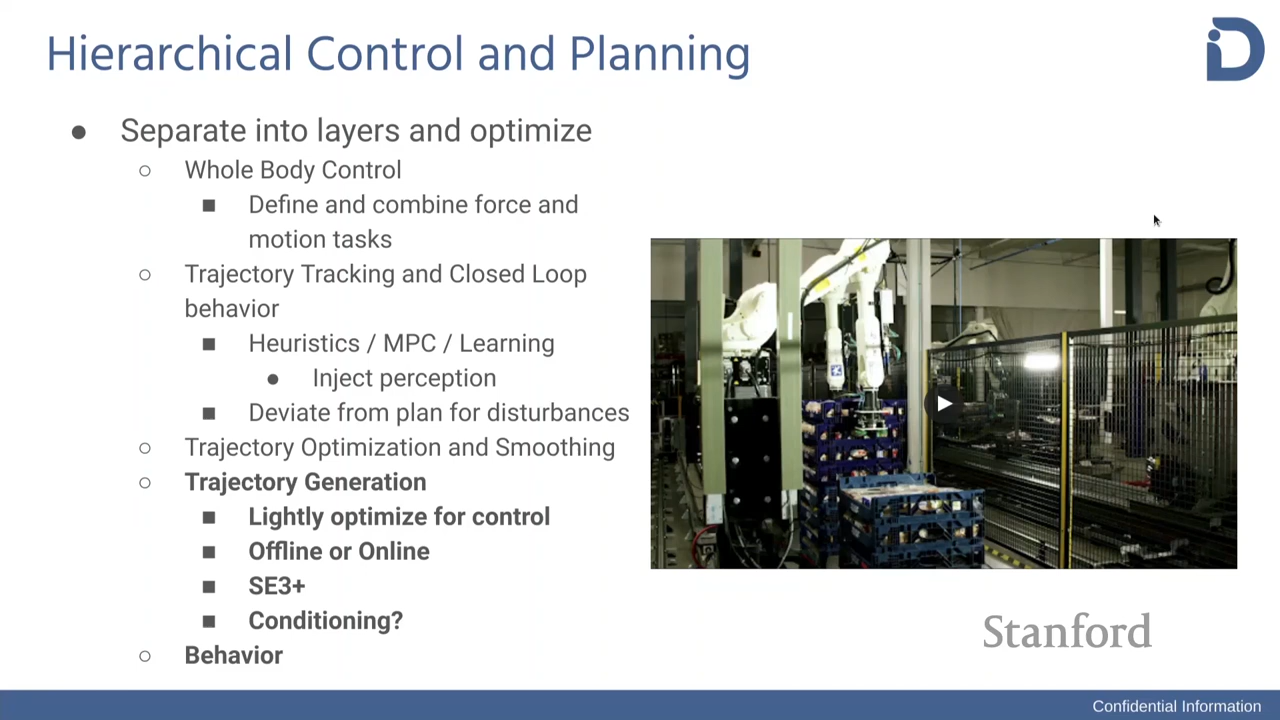 Hierarchical Control and Planning
Separate into layers and optimize
Whole Body Control
Define and combine force and
motion tasks
Trajectory Tracking and Closed Loop
behavior
Heuristics / MPC / Learning
Inject perception
Deviate from plan for disturbances
Trajectory Optimization and Smoothing
Trajectory Generation
Lightly optimize for control
Offline or Online
SE3+
Conditioning?
Behavior
Stanford
Confidential Information